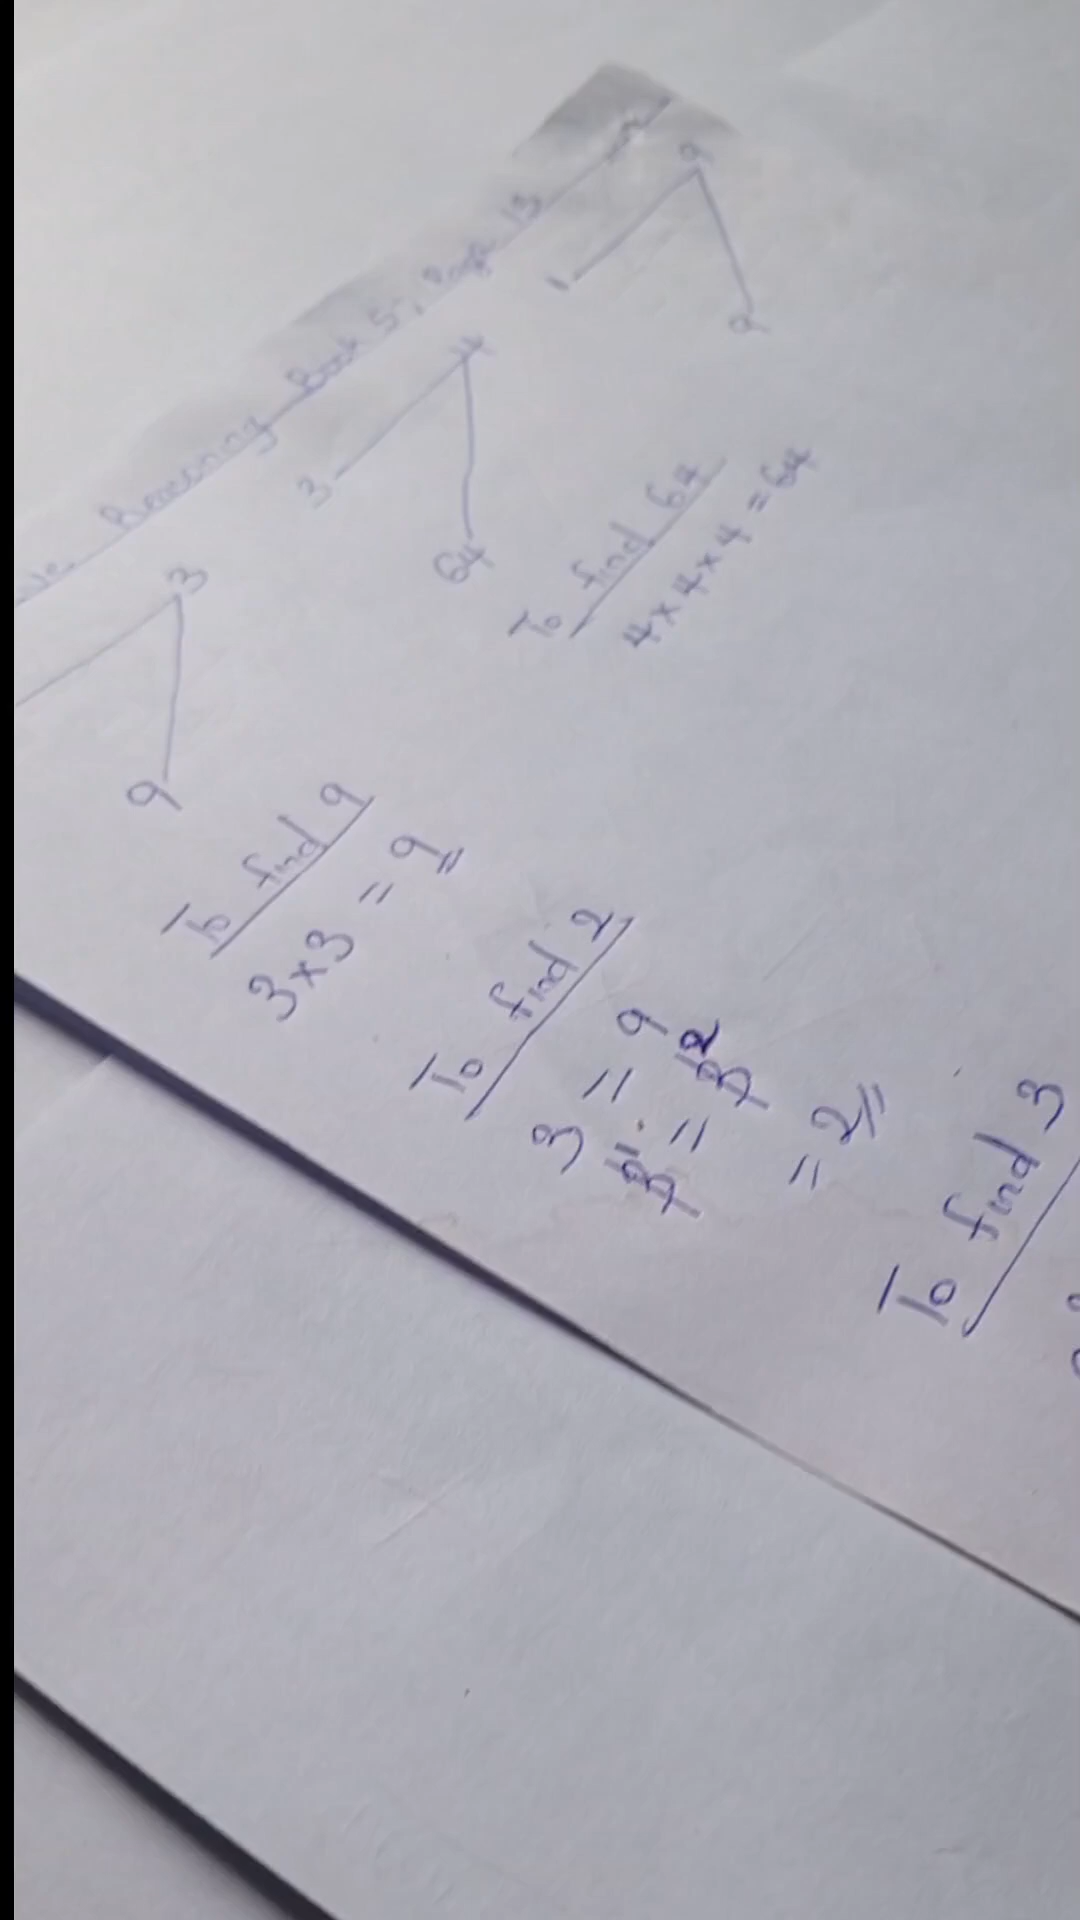 Reasoning Book 5, Page 13
3
9
3
4
64
1
9
9
To find 9
3 x 3 = 9
To find 2
3 = 9
= 2
To find 64
4 x 4 x 4 = 64
To find 3